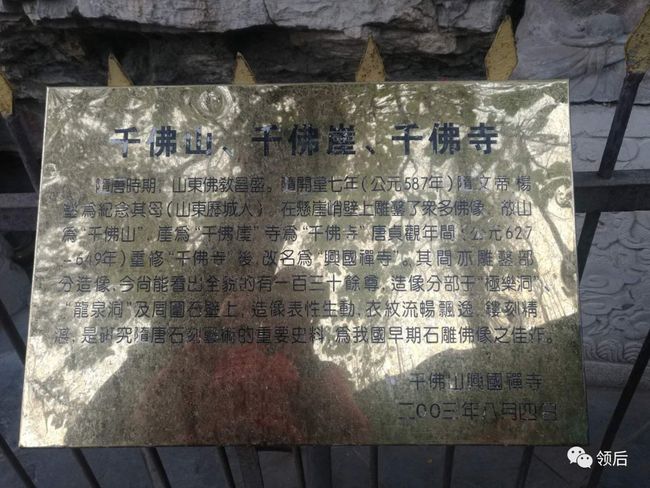 千佛山、千佛崖、千佛寺
隋唐時期，山東佛教昌盛。隋開皇七年（公元587年）隋文帝楊
堅爲紀念其母（山東歷城人），在懸崖峭壁上雕鑿了衆多佛像，故山
爲“千佛山”，崖爲“千佛崖”寺爲“千佛寺”唐貞觀年間（公元627
-649年）重修“千佛寺”後，改名爲“興國禪寺”。其間亦雕鑿部
分造像，今尚能看出全貌的有一百三十餘尊，造像分部于“極樂洞”
“龍泉洞”及周圍石壁上，造像表性生動，衣紋流暢飄逸，鏤刻精
湛，是研究隋唐石刻藝術的重要史料，爲我國早期石雕佛像之佳作。
千佛山興國禪寺
二00三年八月四日
领后